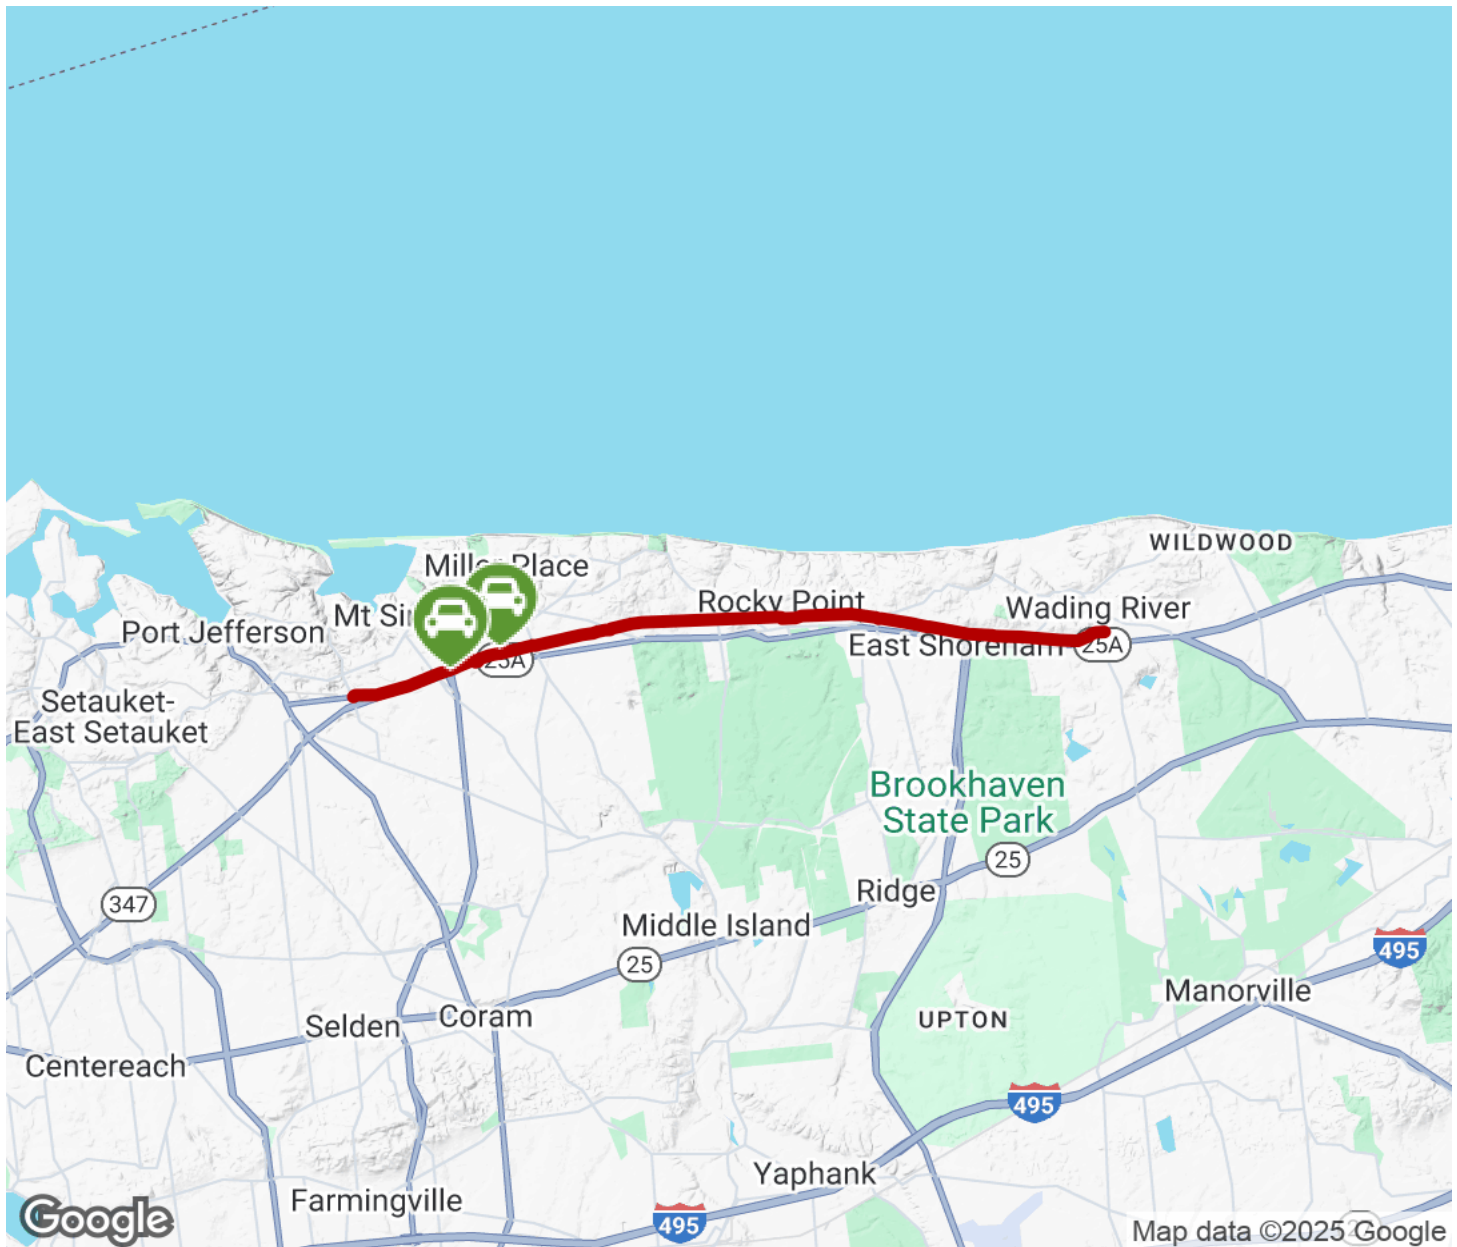 WILDWOOD
Miller Place
Rocky Point
Wading River
Mt Si
Port Jefferson
East Shoreham
25A
25A
Setauket-
East Setauket
Brookhaven
State Park
25
347
Ridge
Middle Island
25
495
Manorville
Selden
Coram
UPTON
Centereach
495
Yaphank
Farmingville
495
Google
Map data ©2025 Google